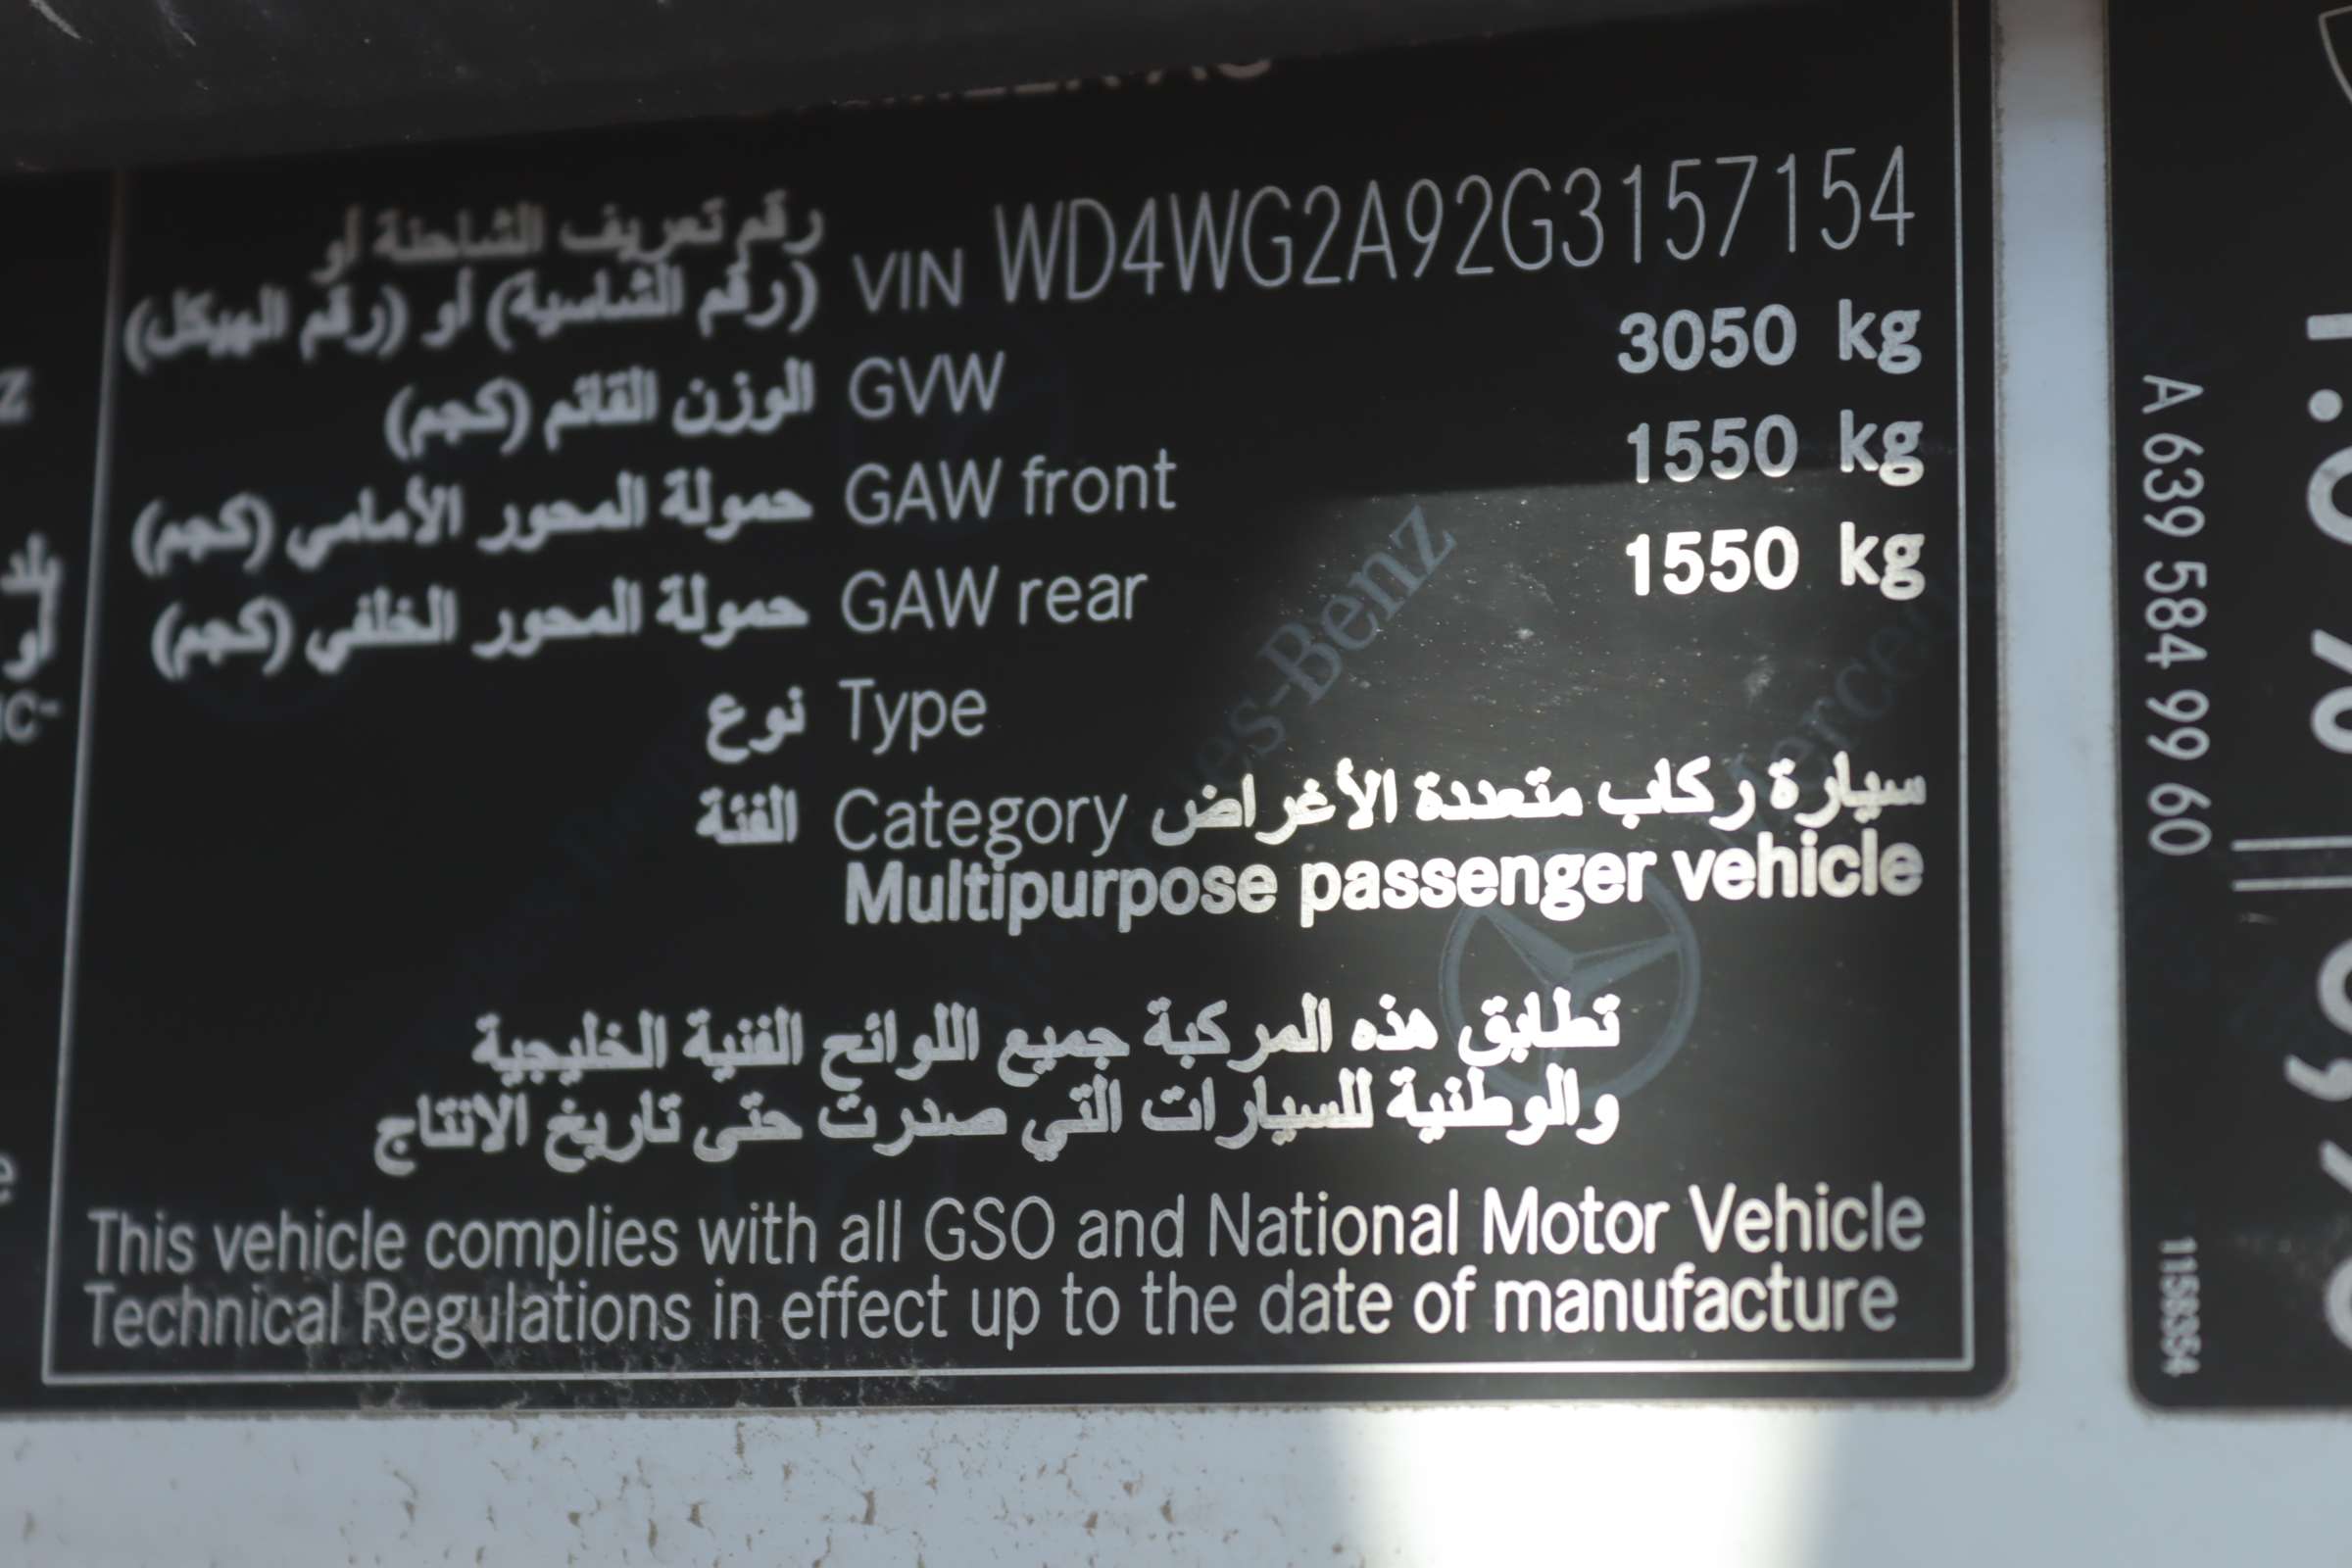 رقم تعريف الشاحنة أو
(رقم الشاسية) أو (رقم الهيكل) VIN WD4WG2A92G3157154
3050 kg
الوزن القائم (كجم) GVW
1550 kg
حمولة المحور الأمامي (كجم) GAW front
1550 kg
حمولة المحور الخلفي (كجم) GAW rear
نوع Type
الفئة Category سيارة ركاب متعددة الأغراض
Multipurpose passenger vehicle
تطابق هذه المركبة جميع اللوائح الفنية الخليجية
والوطنية للسيارات التي صدرت حتى تاريخ الانتاج
This vehicle complies with all GSO and National Motor Vehicle
Technical Regulations in effect up to the date of manufacture
Mercedes-Benz
A 639 584 99 60
1158354